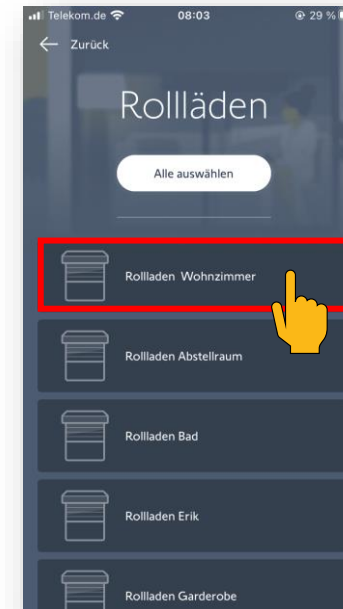 Telekom.de 08:03 29 %
Zurück
Rollläden
Alle auswählen
Rollladen Wohnzimmer
Rollladen Abstellraum
Rollladen Bad
Rollladen Erik
Rollladen Garderobe